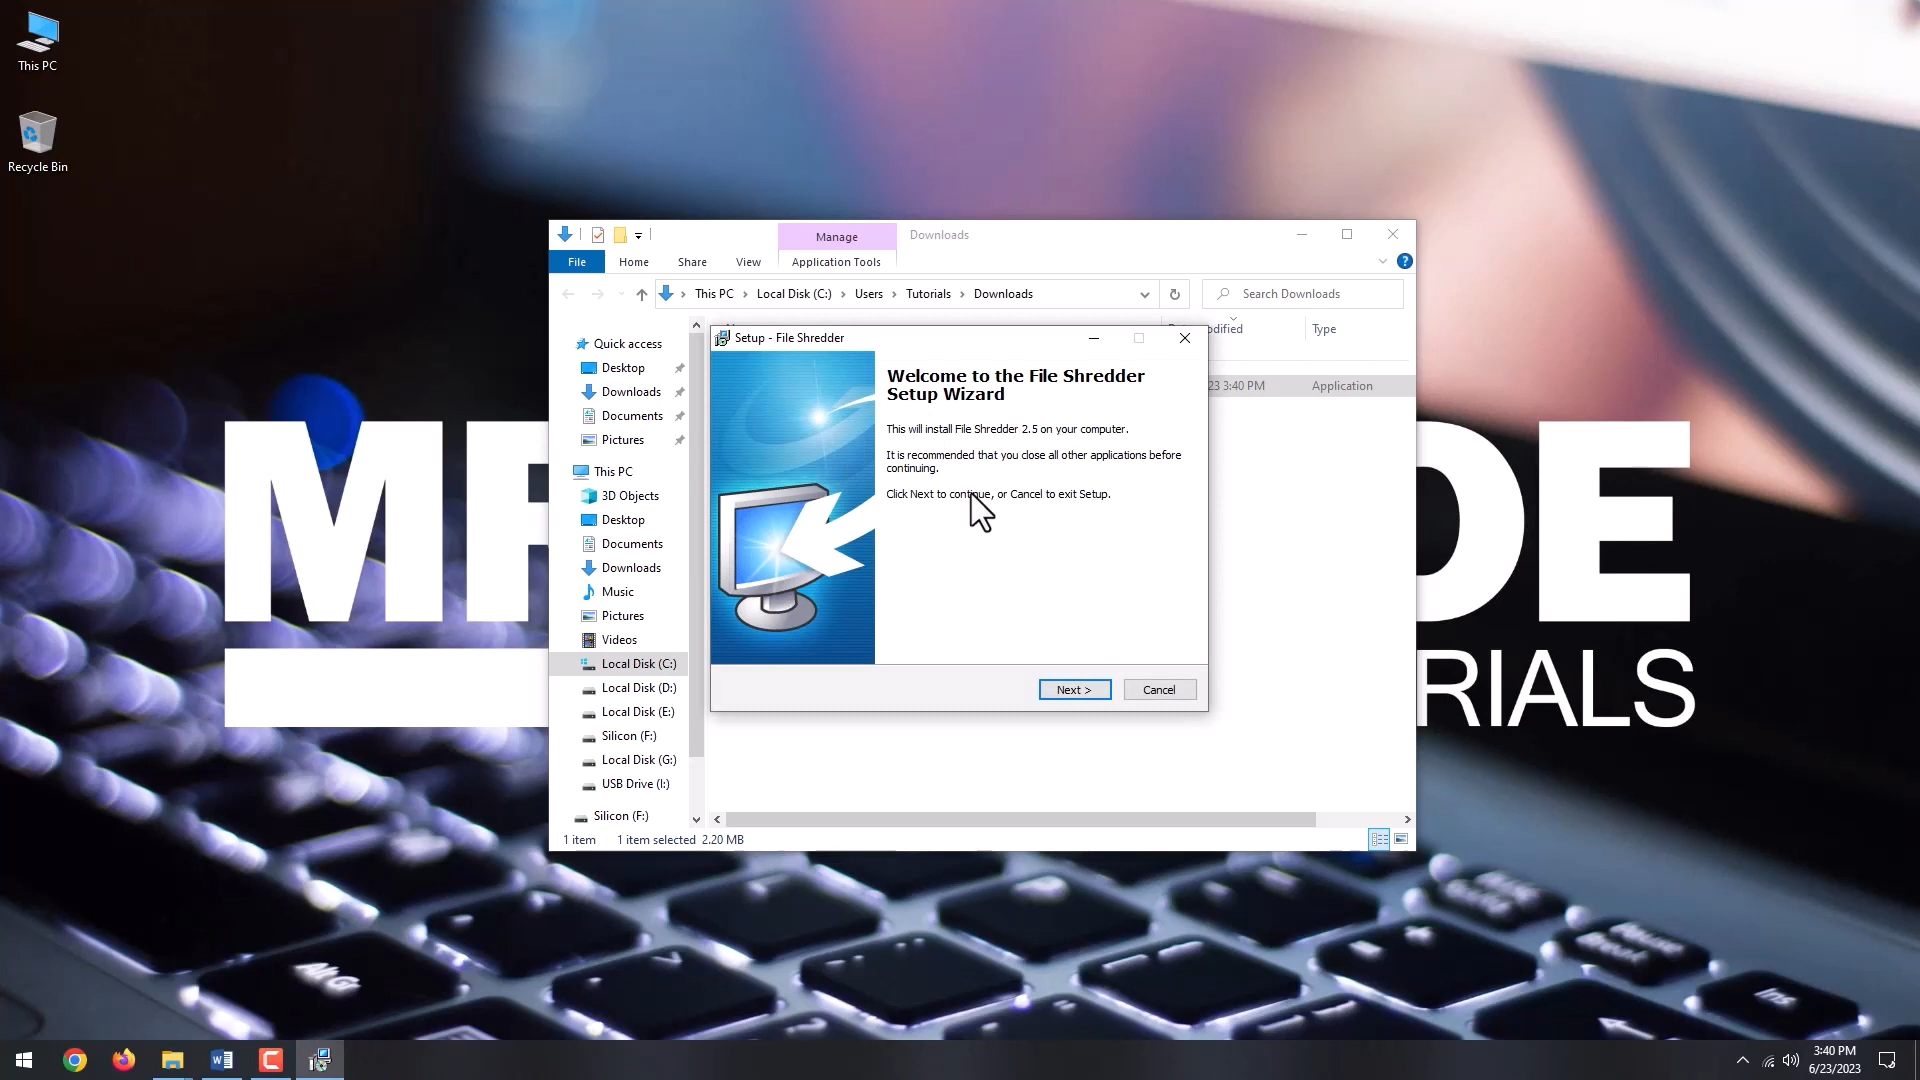 This PC
Recycle Bin
Manage
Downloads
File
Home
Share
View
Application Tools
This PC > Local Disk (C:) > Users > Tutorials > Downloads
Search Downloads
Type
Quick access
Desktop
Downloads
Documents
Pictures
This PC
3D Objects
Desktop
Documents
Downloads
Music
Pictures
Videos
Local Disk (C:)
Local Disk (D:)
Local Disk (E:)
Silicon (F:)
Local Disk (G:)
USB Drive (I:)
Silicon (F:)
3:40 PM
Application
1 item
1 item selected 2.20 MB
Setup - File Shredder
Welcome to the File Shredder
Setup Wizard
This will install File Shredder 2.5 on your computer.
It is recommended that you close all other applications before
continuing.
Click Next to continue, or Cancel to exit Setup.
Next >
Cancel
RIALS
Alt Gr
Pause
Break
Ins
3:40 PM
6/23/2023